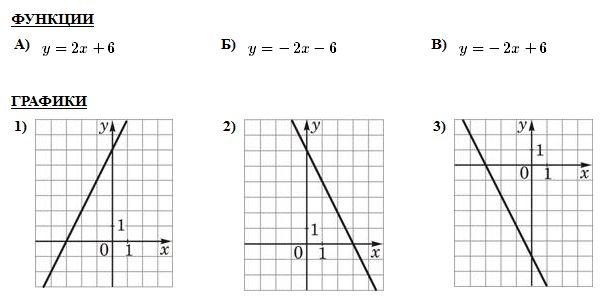 ФУНКЦИИ
А) y = 2x + 6 Б) y = − 2x − 6 В) y = − 2x + 6
ГРАФИКИ
1) 2) 3)
y 1 0 1 x
y 1 0 1 x
y 1 0 1 x